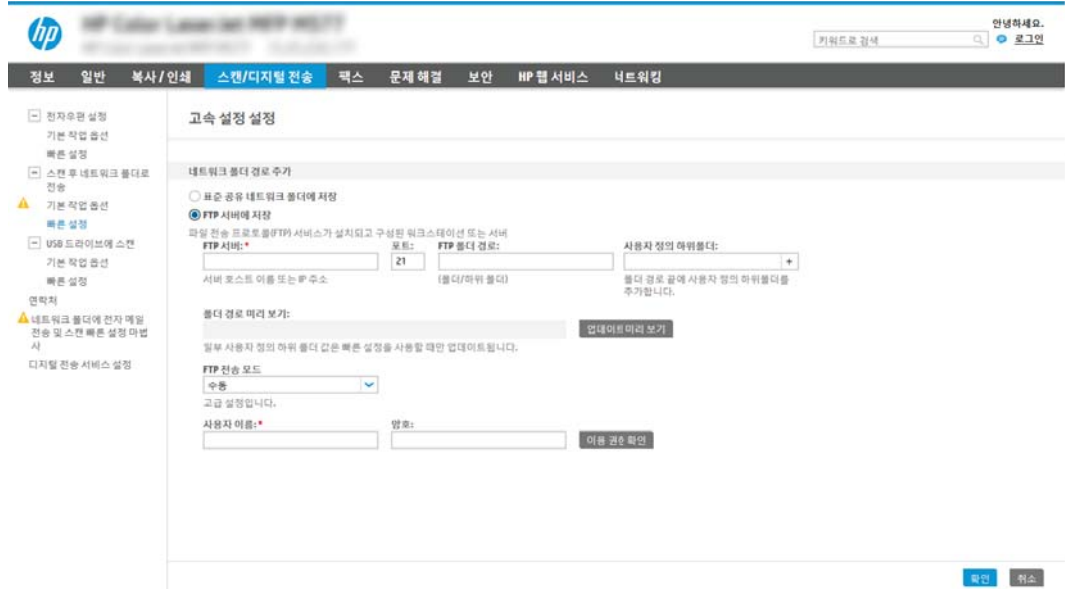 hp
안녕하세요.
키워드로 검색
로그인
정보 일반 복사 / 인쇄 스캔/디지털 전송 팩스 문제 해결 보안 HP 웹 서비스 네트워킹
전자우편 설정
기본 작업 옵션
빠른 설정
스캔 후 네트워크 폴더로
전송
기본 작업 옵션
빠른 설정
USB 드라이브에 스캔
기본 작업 옵션
빠른 설정
연락처
네트워크 폴더에 전자 메일
전송 및 스캔 빠른 설정 마법
사
디지털 전송 서비스 설정
고속 설정 설정
네트워크 폴더 경로 추가
표준 공유 네트워크 폴더에 저장
FTP 서버에 저장
파일 전송 프로토콜(FTP) 서비스가 설치되고 구성된 워크스테이션 또는 서버
FTP 서버:* 포트: FTP 폴더 경로: 사용자 정의 하위폴더:
21 +
서버 호스트 이름 또는 IP 주소 (폴더/하위 폴더) 폴더 경로 끝에 사용자 정의 하위폴더를
추가합니다.
폴더 경로 미리 보기:
업데이트미리 보기
일부 사용자 정의 하위 폴더 값은 빠른 설정을 사용할 때만 업데이트됩니다.
FTP 전송 모드
수동
고급 설정입니다.
사용자 이름:* 암호:
이용 권한 확인
확인 취소